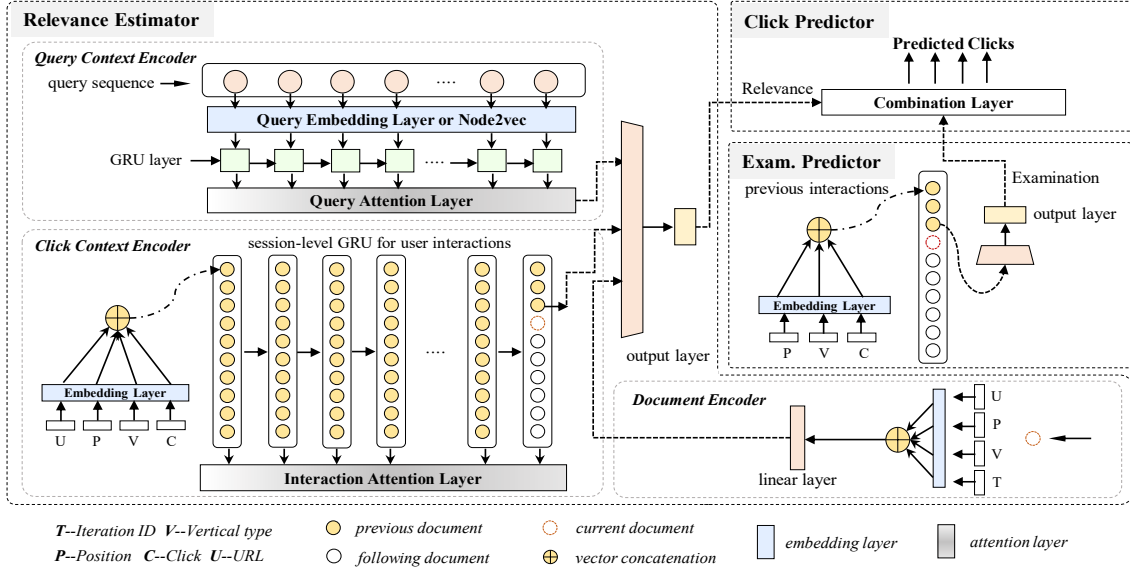 Relevance Estimator
Query Context Encoder
query sequence
....
Query Embedding Layer or Node2vec
GRU layer
....
Query Attention Layer
Click Context Encoder
session-level GRU for user interactions
....
Embedding Layer
U P V C
Interaction Attention Layer
output layer
Click Predictor
Predicted Clicks
Relevance
Combination Layer
Exam. Predictor
previous interactions
Examination
output layer
Embedding Layer
P V C
Document Encoder
U
P
V
T
linear layer
T--Iteration ID V--Vertical type
P--Position C--Click U--URL
previous document
following document
current document
vector concatenation
embedding layer
attention layer